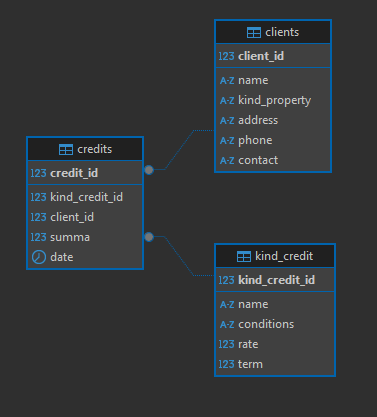 clients
123 client_id
A-Z name
A-Z kind_property
A-Z address
A-Z phone
A-Z contact
credits
123 credit_id
123 kind_credit_id
123 client_id
123 summa
date
kind_credit
123 kind_credit_id
A-Z name
A-Z conditions
123 rate
123 term